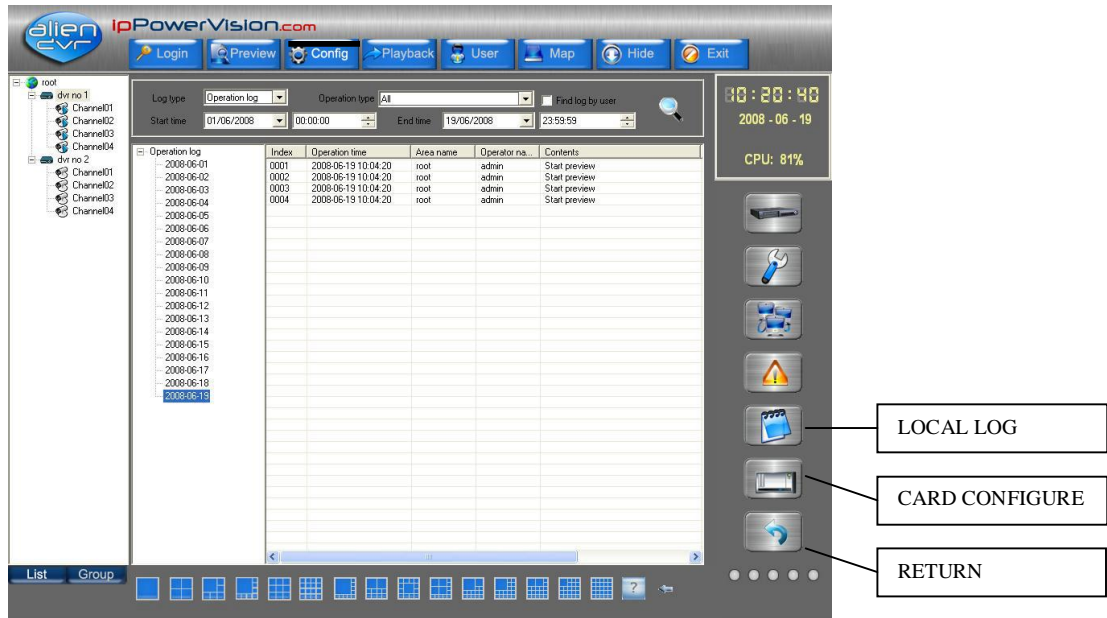 alien dvr
ipPowerVision.com
Login Preview Config Playback User Map Hide Exit
root
dvr no 1
Channel01
Channel02
Channel03
Channel04
dvr no 2
Channel01
Channel02
Channel03
Channel04
Log type Operation log Operation type All Find log by user
Start time 01/06/2008 00:00:00 End time 19/06/2008 23:59:59
10:20:40
2008 - 06 - 19
CPU: 81%
Operation log
2008-06-01
2008-06-02
2008-06-03
2008-06-04
2008-06-05
2008-06-06
2008-06-07
2008-06-08
2008-06-09
2008-06-10
2008-06-11
2008-06-12
2008-06-13
2008-06-14
2008-06-15
2008-06-16
2008-06-17
2008-06-18
2008-06-19
Index Operation time Area name Operator na... Contents
0001 2008-06-19 10:04:20 root admin Start preview
0002 2008-06-19 10:04:20 root admin Start preview
0003 2008-06-19 10:04:20 root admin Start preview
0004 2008-06-19 10:04:20 root admin Start preview
LOCAL LOG
CARD CONFIGURE
RETURN
List Group
?